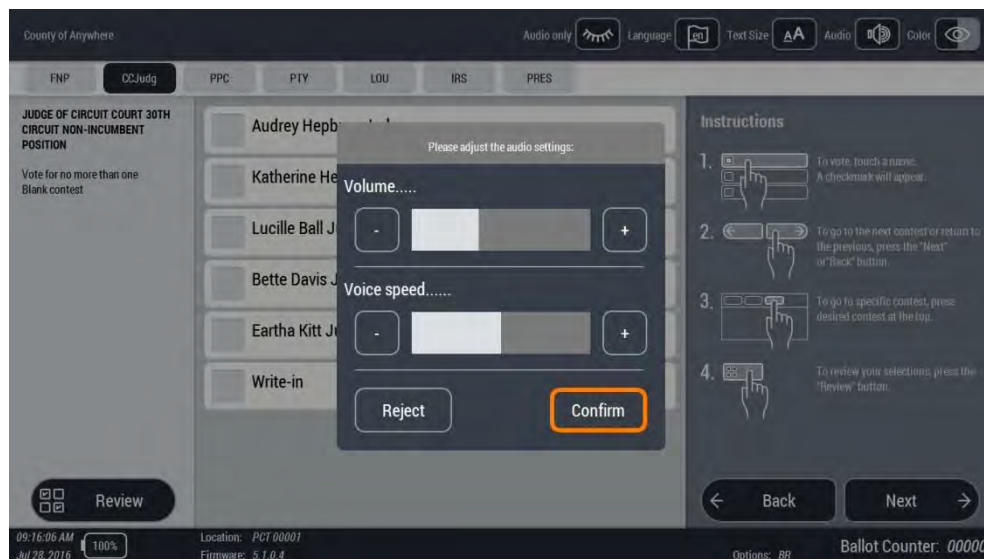 County of Anywhere
Audio only
Language
en
Text Size
AA
Audio
Color
FNP
CCJudg
PPC
PTY
LOU
IRS
PRES
JUDGE OF CIRCUIT COURT 30TH
CIRCUIT NON-INCUMBENT
POSITION
Vote for no more than one
Blank contest
Audrey Hepb
Katherine He
Lucille Ball J
Bette Davis J
Eartha Kitt Ju
Write-in
Please adjust the audio settings:
Volume.....
-
+
Voice speed......
-
+
Reject
Confirm
Instructions
1.
To vote, touch a name.
A checkmark will appear.
2.
To go to the next contest or return to
the previous, press the "Next"
or "Back" button.
3.
To go to specific contest, press
desired contest at the top.
4.
To review your selections, press the
"Review" button.
Review
Back
Next
09:16:06 AM
Jul 28, 2016
100%
Location: PCT 00001
Firmware: 5.1.0.4
Options: BR
Ballot Counter: 00000